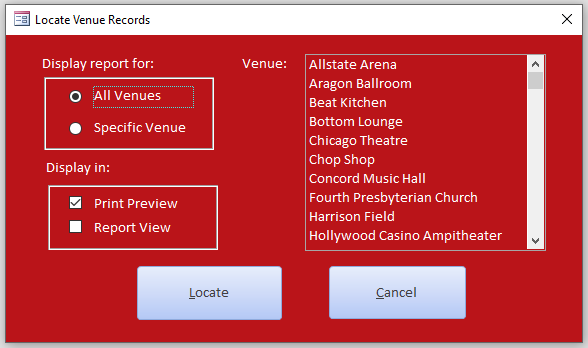 Locate Venue Records
Display report for:
All Venues
Specific Venue
Display in:
Print Preview
Report View
Venue:
Allstate Arena
Aragon Ballroom
Beat Kitchen
Bottom Lounge
Chicago Theatre
Chop Shop
Concord Music Hall
Fourth Presbyterian Church
Harrison Field
Hollywood Casino Ampitheater
Locate
Cancel